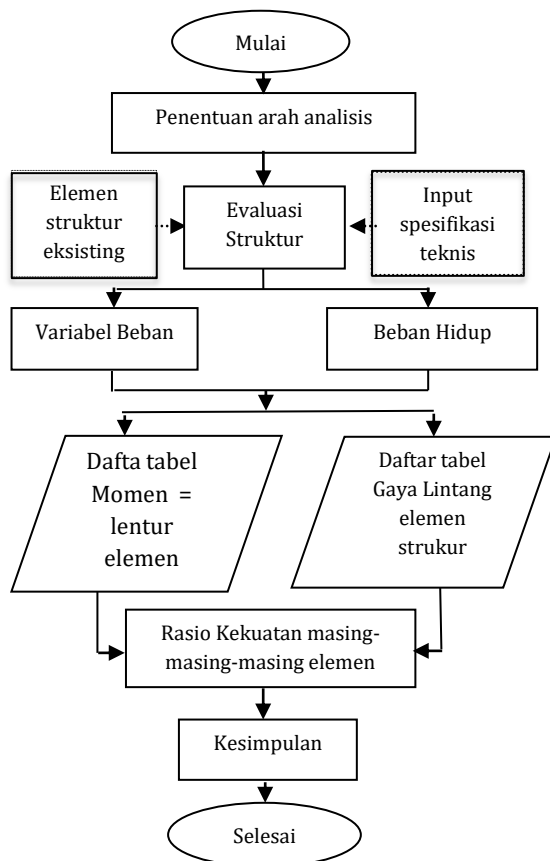 Mulai
Penentuan arah analisis
Elemen
struktur
eksisting
Evaluasi
Struktur
Input
spesifikasi
teknis
Variabel Beban
Beban Hidup
Dafta tabel
Momen =
lentur
elemen
Daftar tabel
Gaya Lintang
elemen
strukur
Rasio Kekuatan masing-
masing-masing elemen
Kesimpulan
Selesai